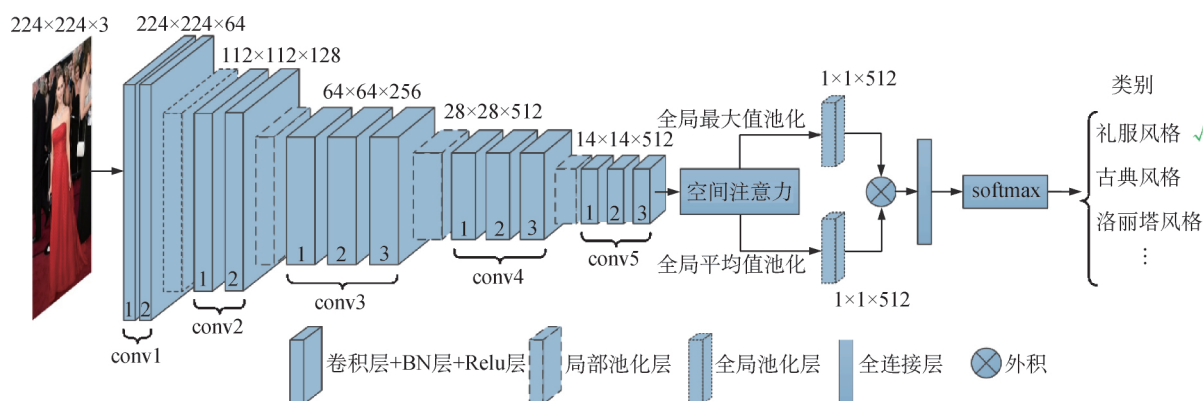 224×224×3
224×224×64
112×112×128
64×64×256
28×28×512
14×14×512
1 2
conv1
1 2
conv2
1 2 3
conv3
1 2 3
conv4
1 2 3
conv5
空间注意力
全局最大值池化
1×1×512
全局平均值池化
1×1×512
softmax
类别
礼服风格 √
古典风格
洛丽塔风格
⋮
卷积层+BN层+Relu层
局部池化层
全局池化层
全连接层
外积